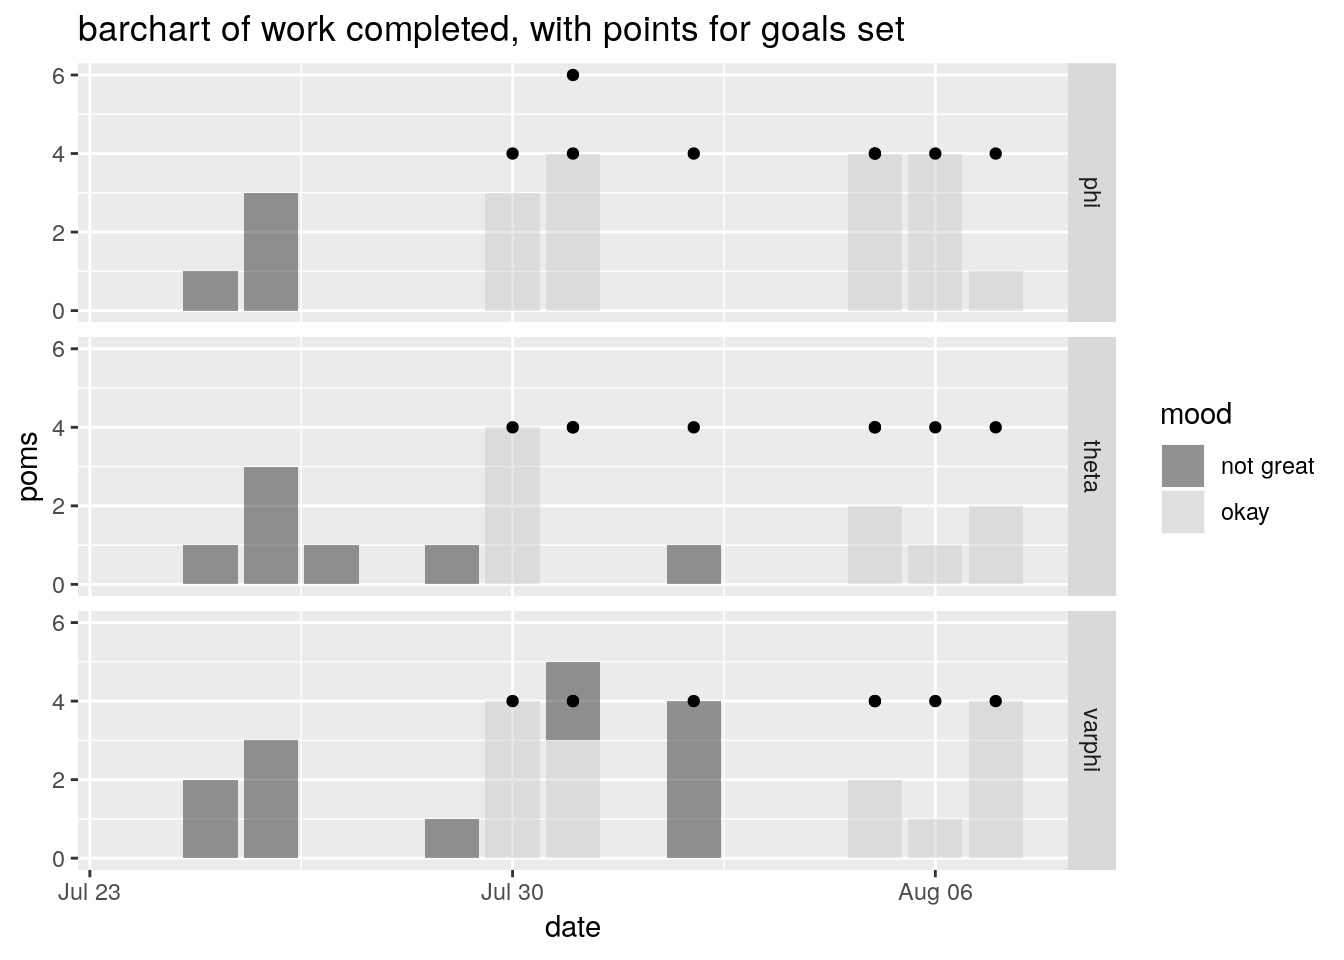 barchart of work completed, with points for goals set
6
4
2
0
phi
6
4
2
0
theta
6
4
2
0
varphi
poms
Jul 23
Jul 30
Aug 06
date
mood
not great
okay